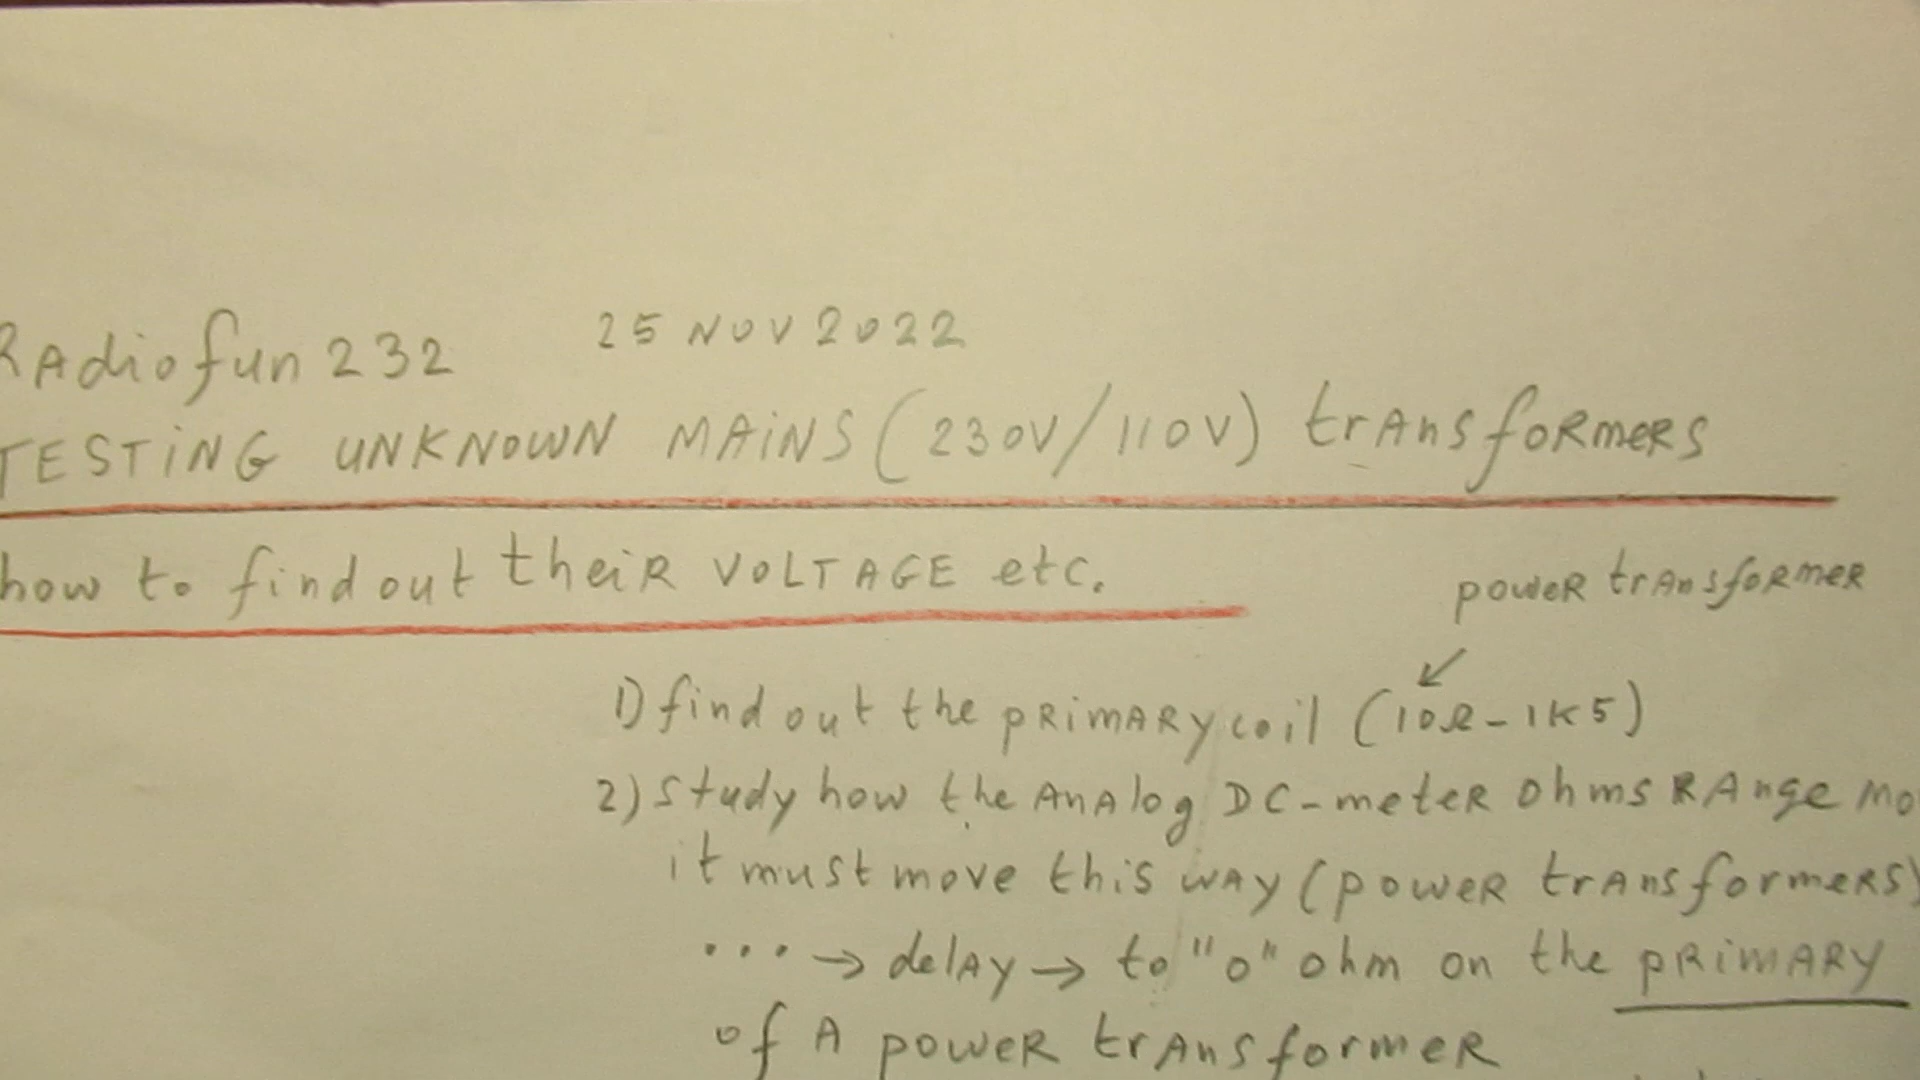 Radiofun232 25 NOV 2022
TESTING UNKNOWN MAINS (230V/110V) transformers
how to find out their VOLTAGE etc.
power transformer
↙
1) find out the primary coil (10Ω - 1K5)
2) Study how the Analog DC-meter ohms Range mo
it must move this way (power transformers)
... → delay → to "0" ohm on the primary
of A power transformer